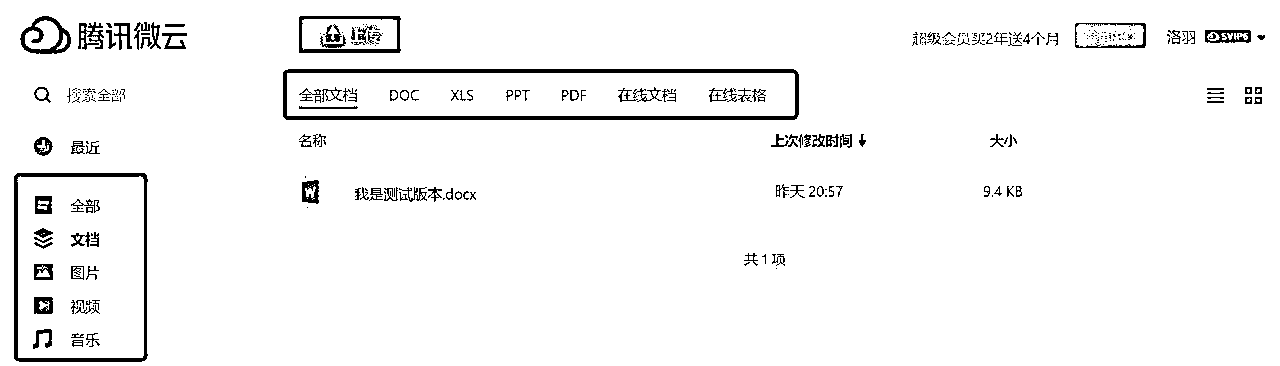 腾讯微云
上传
超级会员买2年送4个月
洛羽 SVIP6
搜索全部
全部文档 DOC XLS PPT PDF 在线文档 在线表格
名称 上次修改时间 大小
最近
我是测试版本.docx 昨天 20:57 9.4 KB
全部
文档
共 1 项
图片
视频
音乐